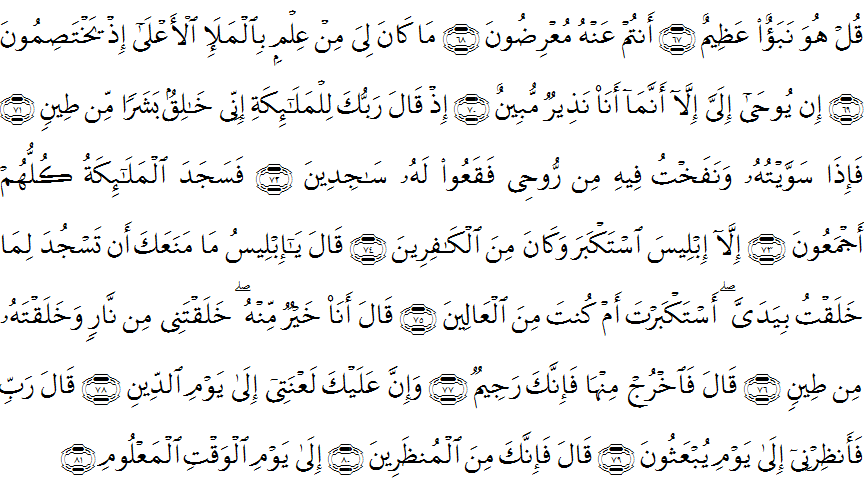 قُلۡ هُوَ نَبَؤٌاْ عَظِيمٌ ٦٧ أَنتُمۡ عَنۡهُ مُعۡرِضُونَ ٦٨ مَا كَانَ لِيَ مِنۡ عِلۡمِۭ بِٱلۡمَلَإِ ٱلۡأَعۡلَىٰٓ إِذۡ يَخۡتَصِمُونَ
٦٩ إِن يُوحَىٰٓ إِلَيَّ إِلَّآ أَنَّمَآ أَنَا۠ نَذِيرٞ مُّبِينٌ ٧٠ إِذۡ قَالَ رَبُّكَ لِلۡمَلَٰٓئِكَةِ إِنِّي خَٰلِقُۢ بَشَرٗا مِّن طِينٖ ٧١
فَإِذَا سَوَّيۡتُهُۥ وَنَفَخۡتُ فِيهِ مِن رُّوحِي فَقَعُواْ لَهُۥ سَٰجِدِينَ ٧٢ فَسَجَدَ ٱلۡمَلَٰٓئِكَةُ كُلُّهُمۡ
أَجۡمَعُونَ ٧٣ إِلَّآ إِبۡلِيسَ ٱسۡتَكۡبَرَ وَكَانَ مِنَ ٱلۡكَٰفِرِينَ ٧٤ قَالَ يَٰٓإِبۡلِيسُ مَا مَنَعَكَ أَن تَسۡجُدَ لِمَا
خَلَقۡتُ بِيَدَيَّۖ أَسۡتَكۡبَرۡتَ أَمۡ كُنتَ مِنَ ٱلۡعَالِينَ ٧٥ قَالَ أَنَا۠ خَيۡرٞ مِّنۡهُ خَلَقۡتَنِي مِن نَّارٖ وَخَلَقۡتَهُۥ
مِن طِينٖ ٧٦ قَالَ فَٱخۡرُجۡ مِنۡهَا فَإِنَّكَ رَجِيمٞ ٧٧ وَإِنَّ عَلَيۡكَ لَعۡنَتِيٓ إِلَىٰ يَوۡمِ ٱلدِّينِ ٧٨ قَالَ رَبِّ
فَأَنظِرۡنِيٓ إِلَىٰ يَوۡمِ يُبۡعَثُونَ ٧٩ قَالَ فَإِنَّكَ مِنَ ٱلۡمُنظَرِينَ ٨٠ إِلَىٰ يَوۡمِ ٱلۡوَقۡتِ ٱلۡمَعۡلُومِ ٨١